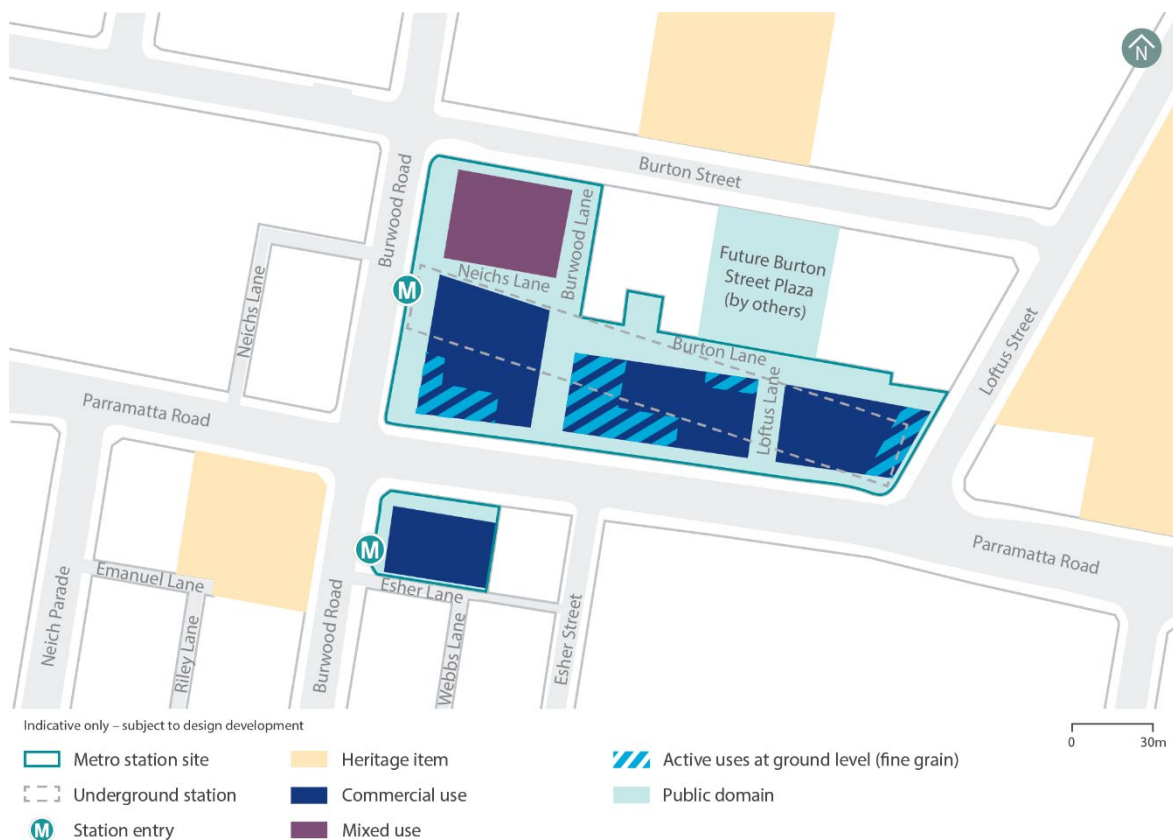 N
Burton Street
Burwood Road
Burwood Lane
Neichs Lane
Neichs Lane
M
Future Burton
Street Plaza
(by others)
Burton Lane
Loftus Lane
Loftus Street
Parramatta Road
Parramatta Road
M
Emanuel Lane
Esher Lane
Neich Parade
Riley Lane
Burwood Road
Webbs Lane
Esher Street
Indicative only – subject to design development
0 30m
Metro station site
Heritage item
Active uses at ground level (fine grain)
Underground station
Commercial use
Public domain
M Station entry
Mixed use